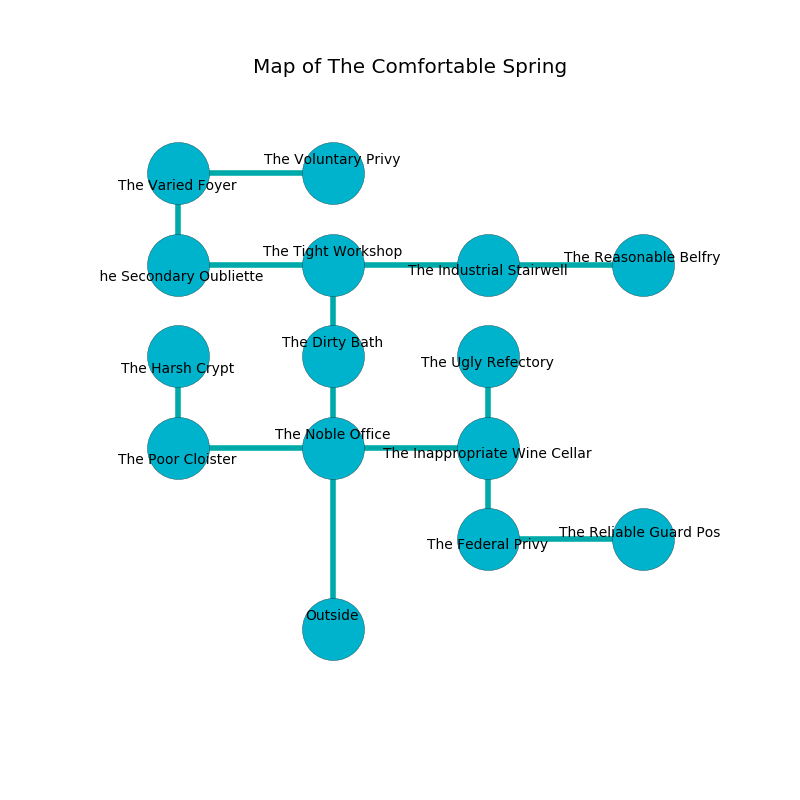 Map of The Comfortable Spring
The Voluntary Privy
The Varied Foyer
The Tight Workshop
The Reasonable Belfry
The Industrial Stairwell
he Secondary Oubliette
The Dirty Bath
The Ugly Refectory
The Harsh Crypt
The Noble Office
The Inappropriate Wine Cellar
The Poor Cloister
The Reliable Guard Pos
The Federal Privy
Outside